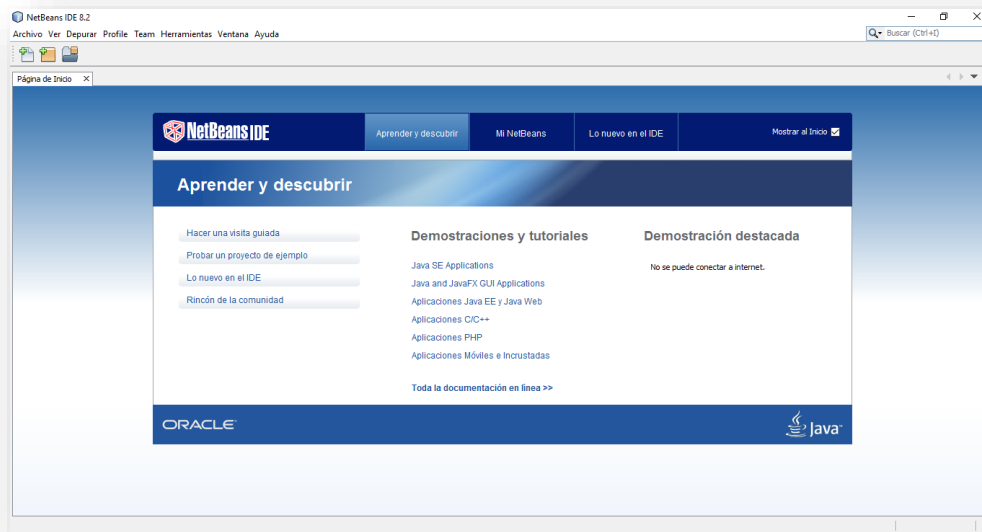 NetBeans IDE 8.2
Archivo Ver Depurar Profile Team Herramientas Ventana Ayuda
Buscar (Ctrl+I)
Página de Inicio
NetBeans IDE
Aprender y descubrir
Mi NetBeans
Lo nuevo en el IDE
Mostrar al Inicio
Aprender y descubrir
Hacer una visita guiada
Probar un proyecto de ejemplo
Lo nuevo en el IDE
Rincón de la comunidad
Demostraciones y tutoriales
Java SE Applications
Java and JavaFX GUI Applications
Aplicaciones Java EE y Java Web
Aplicaciones C/C++
Aplicaciones PHP
Aplicaciones Móviles e Incrustadas
Toda la documentación en línea >>
Demostración destacada
No se puede conectar a internet.
ORACLE
Java